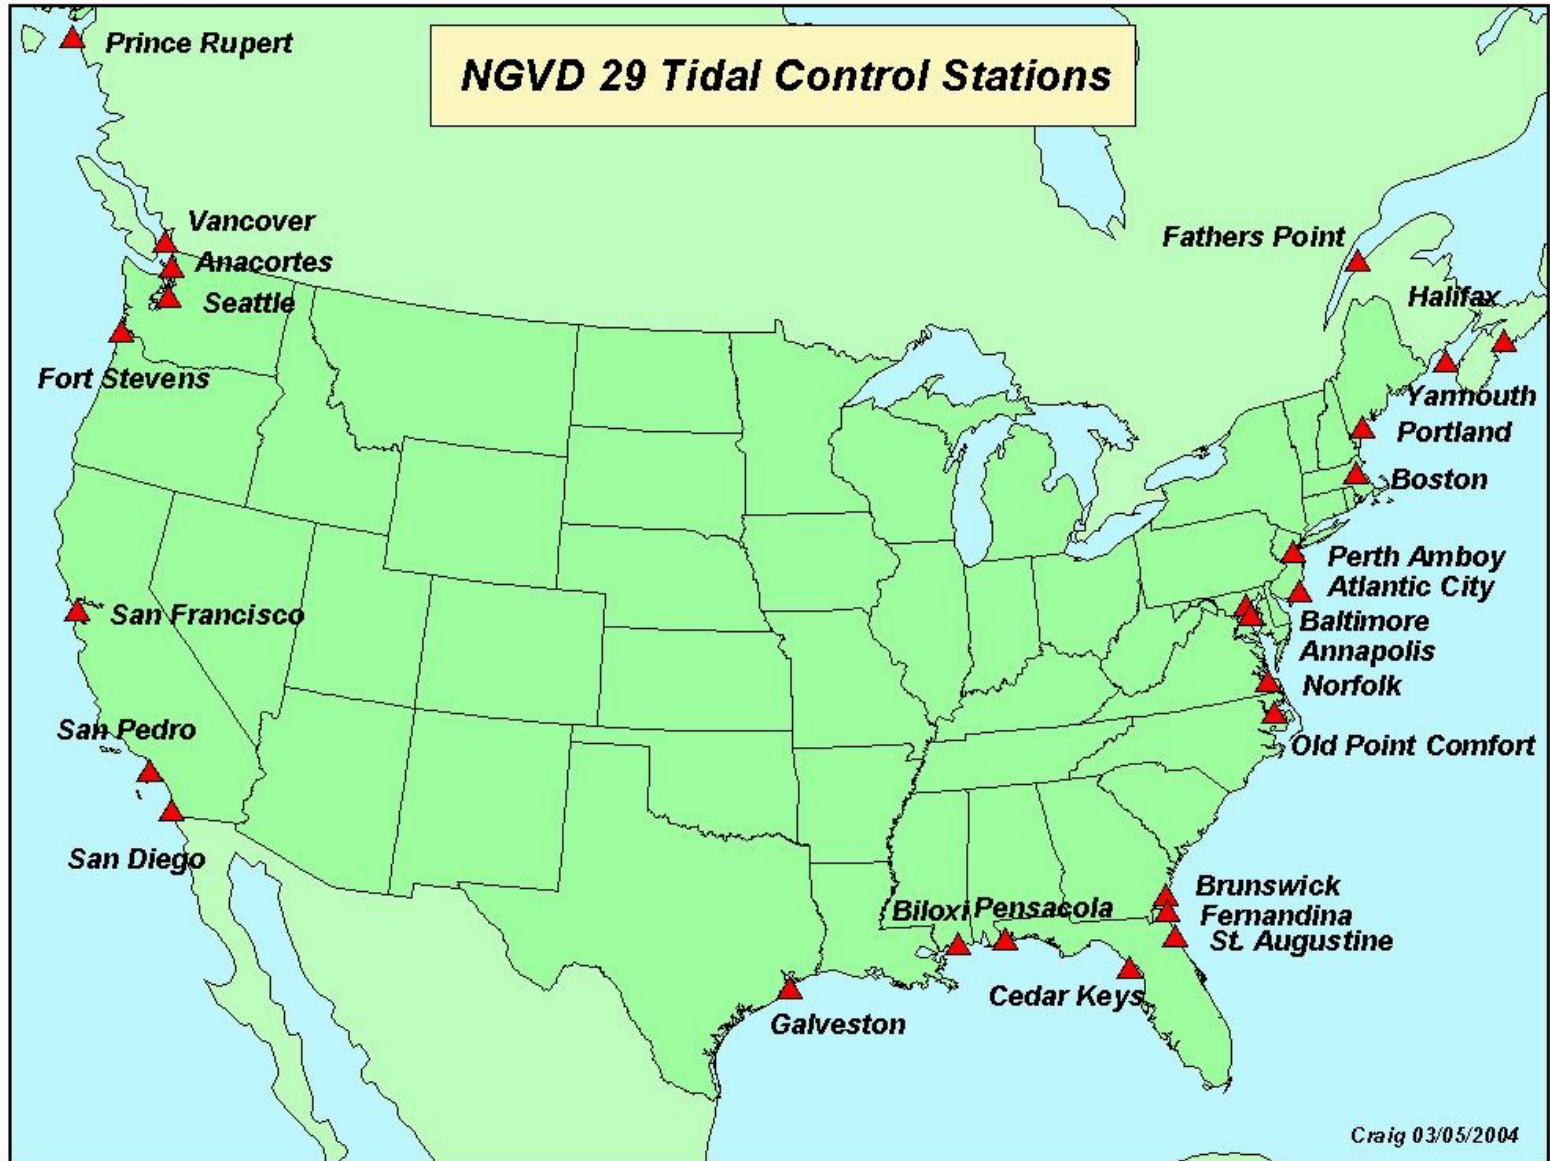 NGVD 29 Tidal Control Stations
Prince Rupert
Vancover
Anacortes
Seattle
Fort Stevens
San Francisco
San Pedro
San Diego
Fathers Point
Halifax
Yannouth
Portland
Boston
Perth Amboy
Atlantic City
Baltimore
Annapolis
Norfolk
Old Point Comfort
Brunswick
Fernandina
St. Augustine
Biloxi
Pensacola
Cedar Keys
Galveston
Craig 03/05/2004